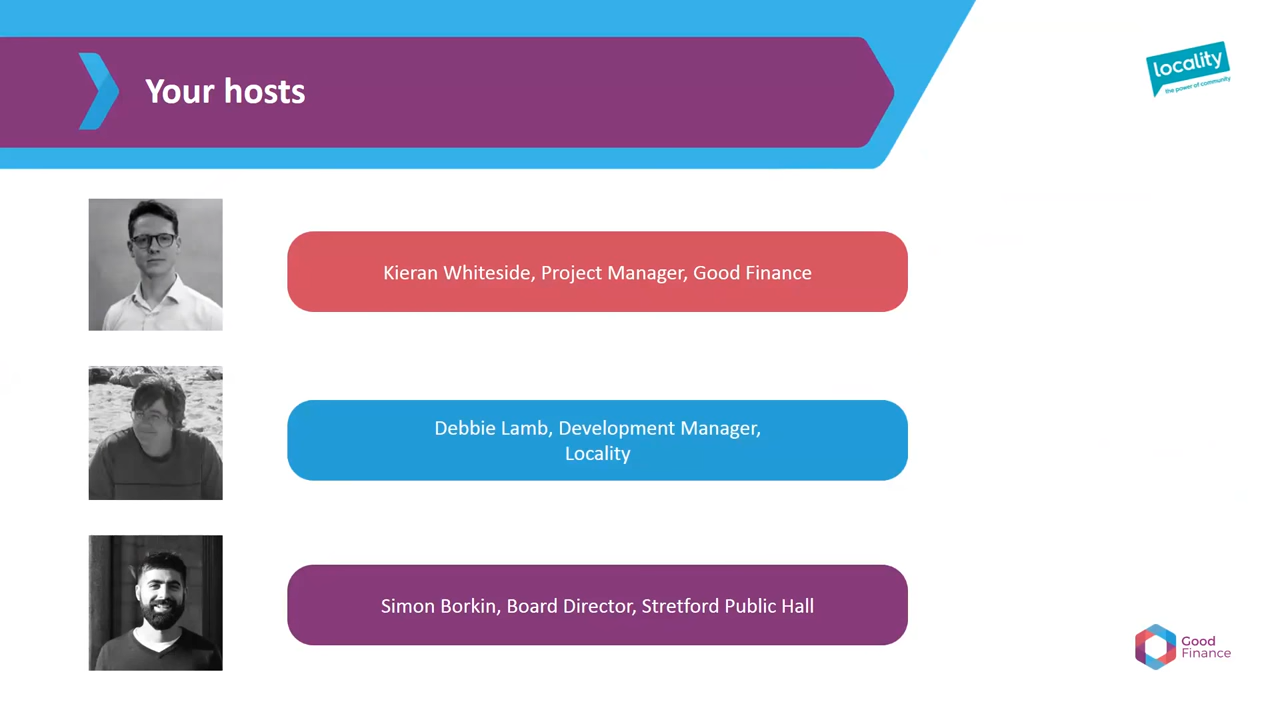 Your hosts
locality
the power of community
Kieran Whiteside, Project Manager, Good Finance
Debbie Lamb, Development Manager,
Locality
Simon Borkin, Board Director, Stretford Public Hall
Good
Finance